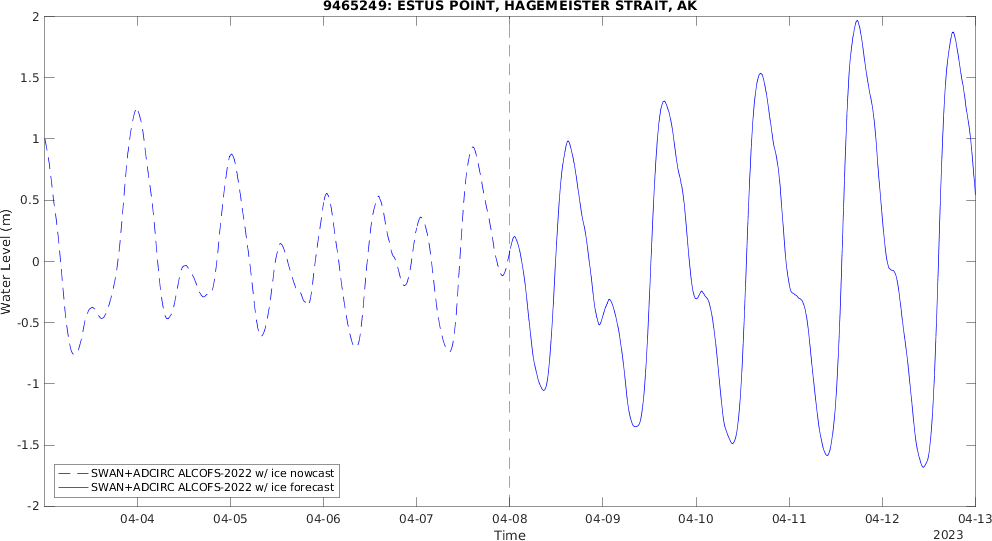 9465249: ESTUS POINT, HAGEMEISTER STRAIT, AK
2
1.5
1
0.5
0
-0.5
-1
-1.5
-2
Water Level (m)
SWAN+ADCIRC ALCOFS-2022 w/ ice nowcast
SWAN+ADCIRC ALCOFS-2022 w/ ice forecast
04-04 04-05 04-06 04-07 04-08 04-09 04-10 04-11 04-12 04-13
Time
2023